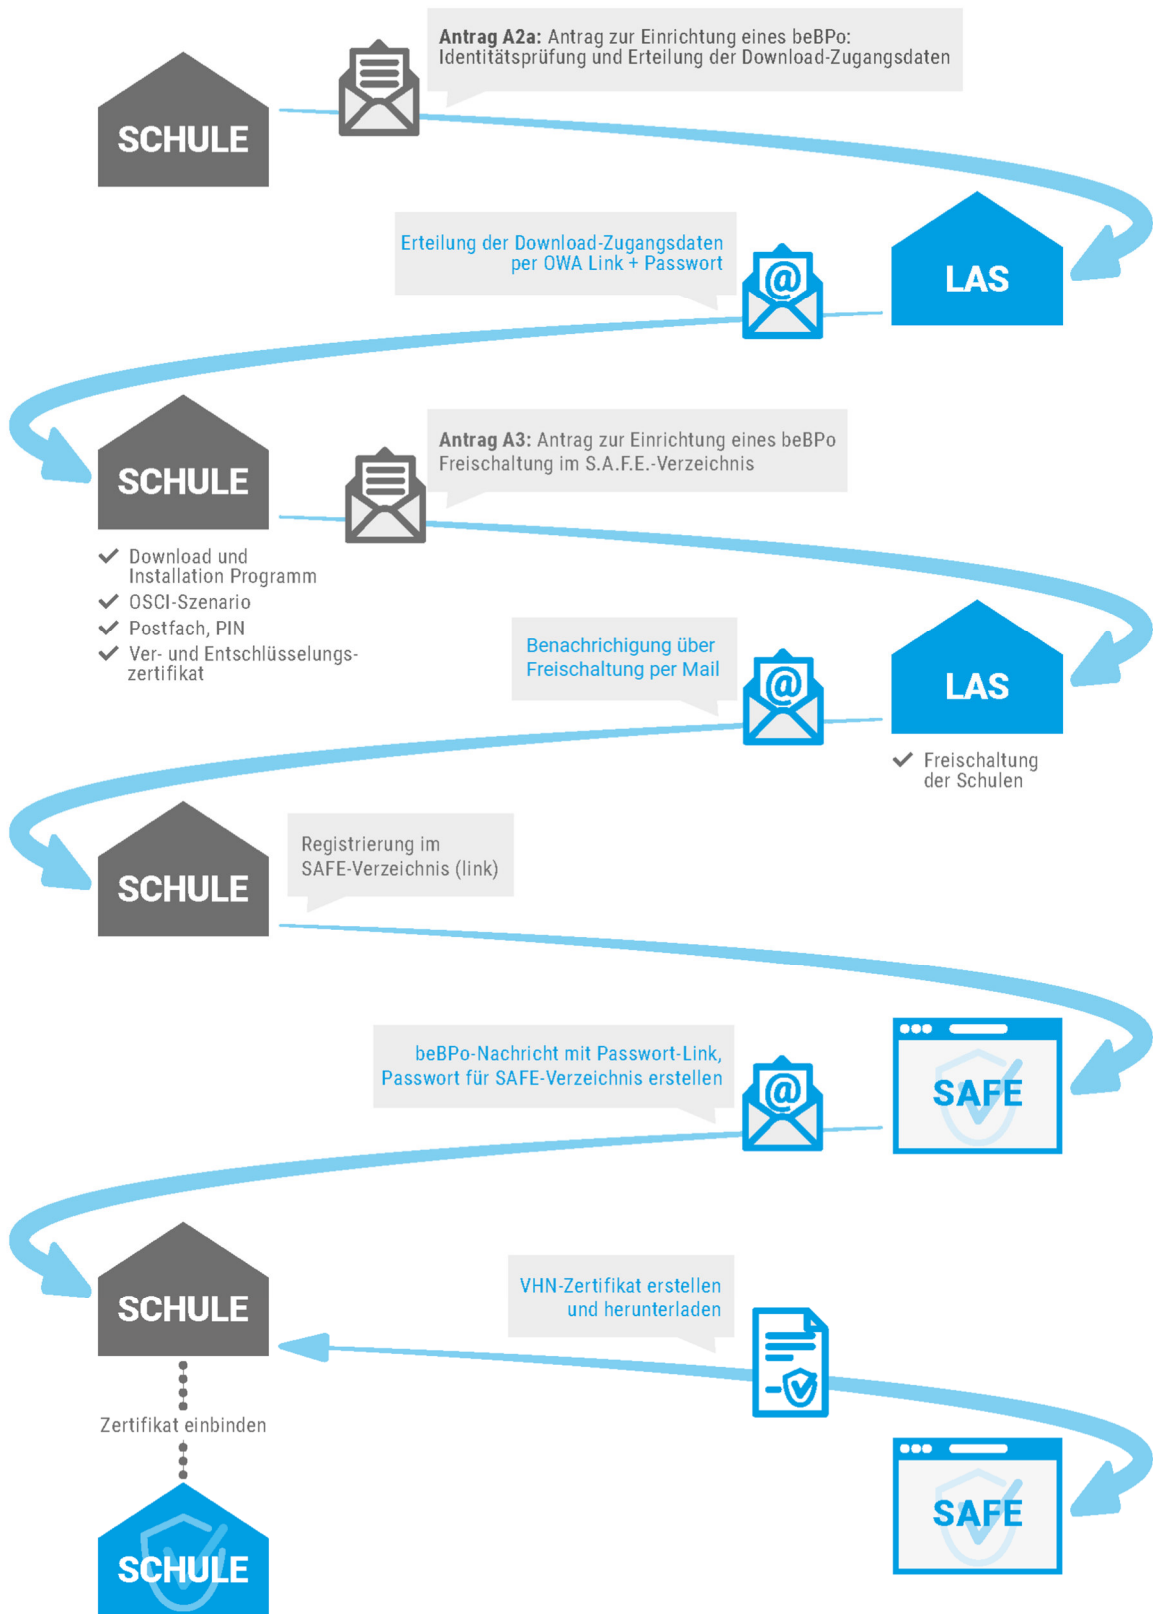 Antrag A2a: Antrag zur Einrichtung eines beBPo:
Identitätsprüfung und Erteilung der Download-Zugangsdaten
SCHULE
Erteilung der Download-Zugangsdaten
per OWA Link + Passwort
@
LAS
Antrag A3: Antrag zur Einrichtung eines beBPo
Freischaltung im S.A.F.E.-Verzeichnis
SCHULE
Download und
Installation Programm
OSCI-Szenario
Postfach, PIN
Ver- und Entschlüsselungs-
zertifikat
Benachrichigung über
Freischaltung per Mail
@
LAS
Freischaltung
der Schulen
Registrierung im
SAFE-Verzeichnis (link)
SCHULE
beBPo-Nachricht mit Passwort-Link,
Passwort für SAFE-Verzeichnis erstellen
@
SAFE
SCHULE
VHN-Zertifikat erstellen
und herunterladen
Zertifikat einbinden
SAFE
SCHULE